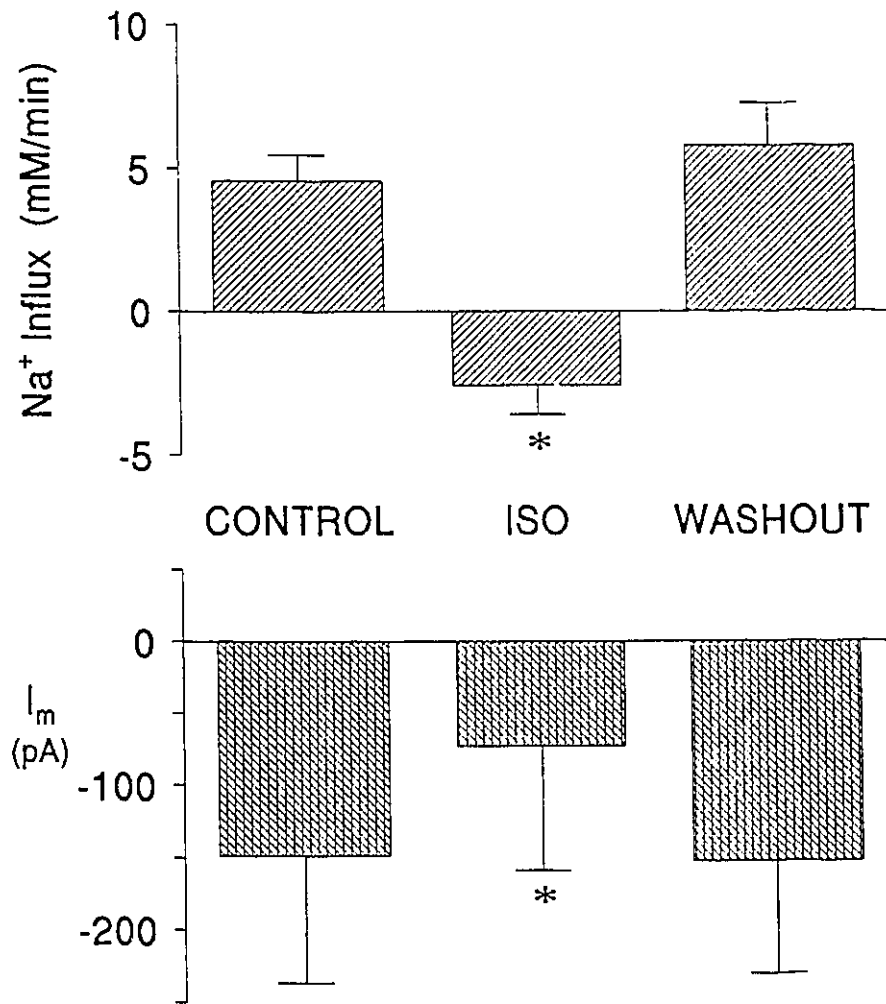 10
5
0
-5
Na⁺ Influx (mM/min)
*
CONTROL ISO WASHOUT
0
-100
-200
Iₘ
(pA)
*